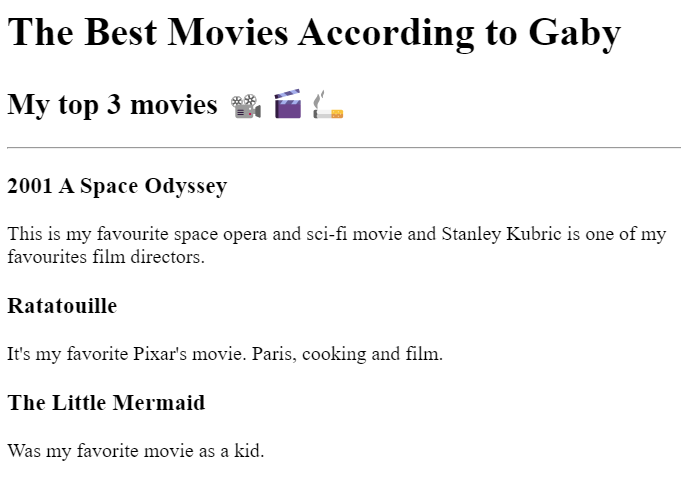 The Best Movies According to Gaby
My top 3 movies 🎥 🎬 🚬
2001 A Space Odyssey
This is my favourite space opera and sci-fi movie and Stanley Kubric is one of my
favourites film directors.
Ratatouille
It's my favorite Pixar's movie. Paris, cooking and film.
The Little Mermaid
Was my favorite movie as a kid.